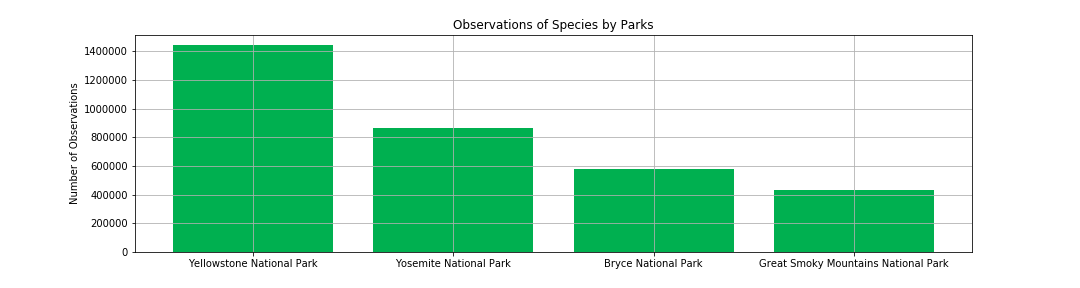 Observations of Species by Parks
Number of Observations
1400000
1200000
1000000
800000
600000
400000
200000
0
Yellowstone National Park
Yosemite National Park
Bryce National Park
Great Smoky Mountains National Park